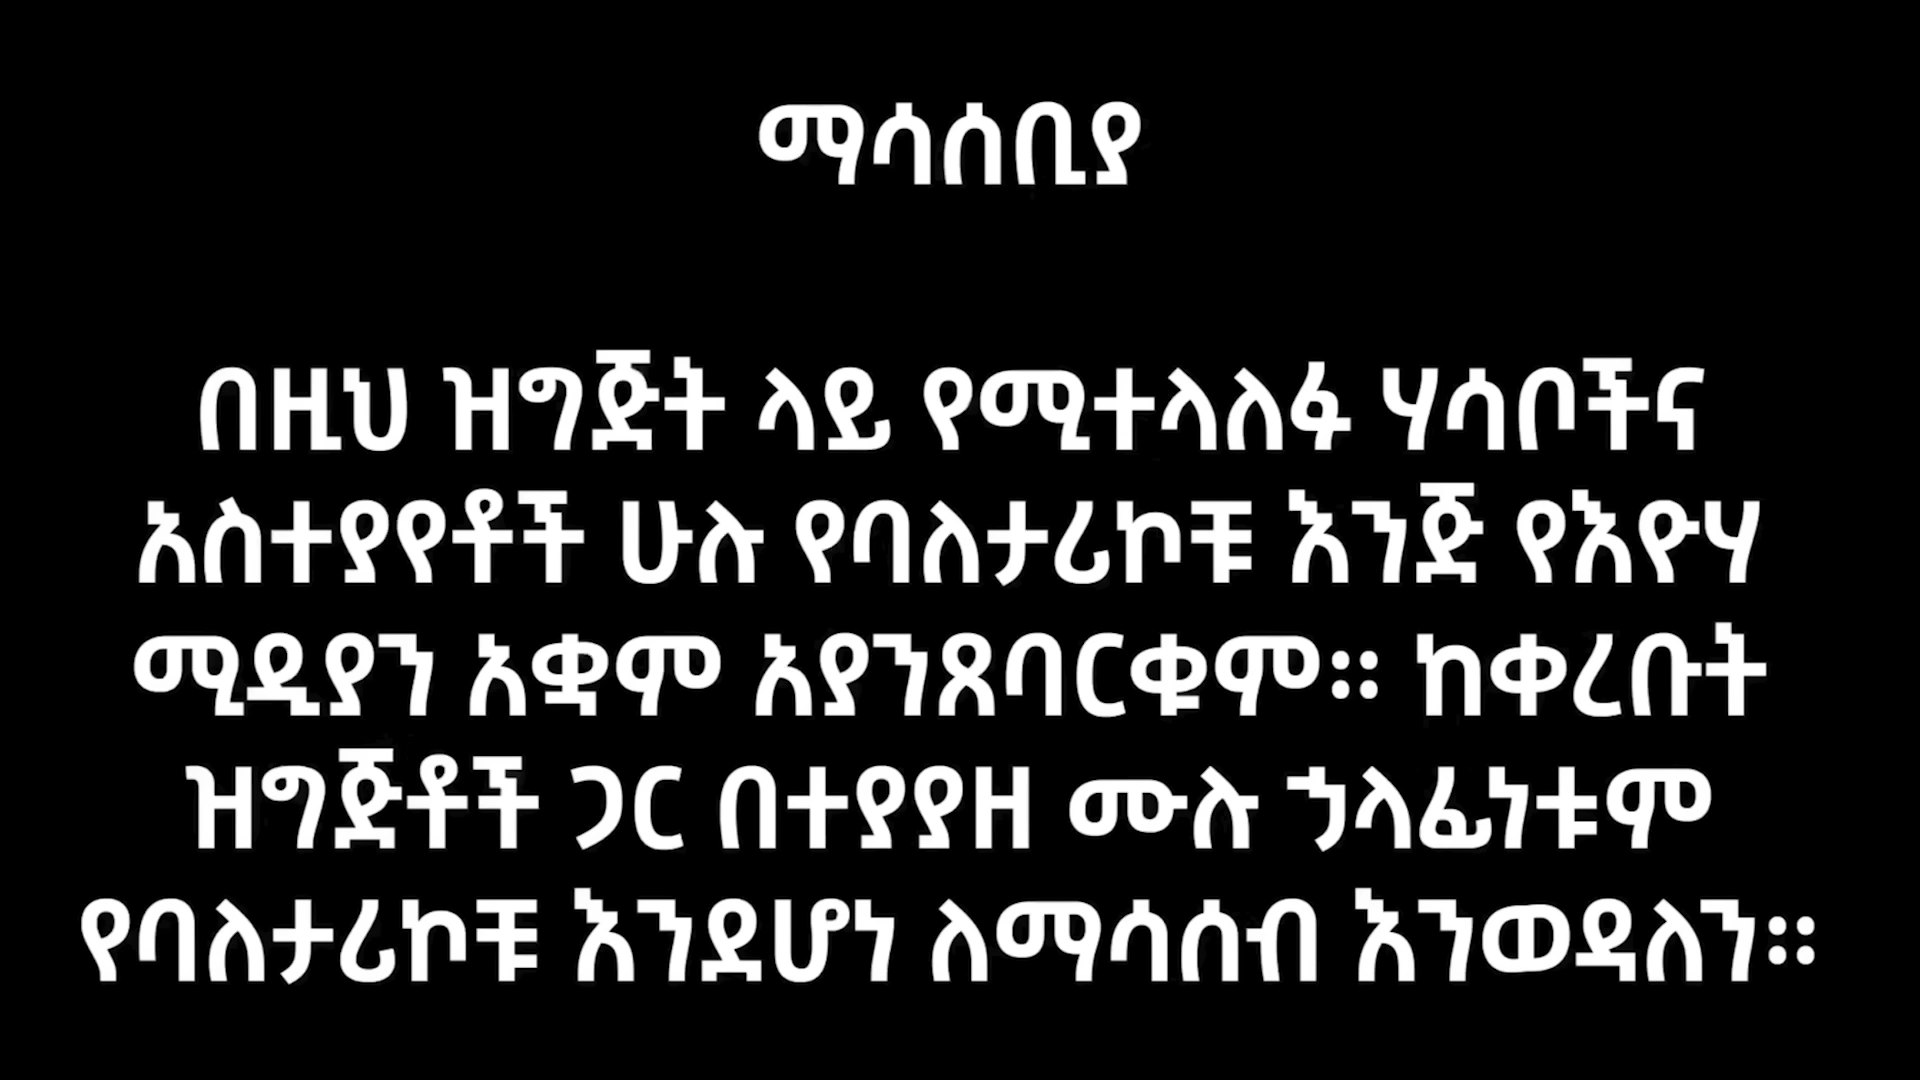 ማሳሰቢያ
በዚህ ዝግጅት ላይ የሚተላለፉ ሃሳቦችና
አስተያየቶች ሁሉ የባለታሪኮቹ እንጅ የእዮሃ
ሚዲያን አቋም አያንጸባርቁም። ከቀረቡት
ዝግጅቶች ጋር በተያያዘ ሙሉ ኃላፊነቱም
የባለታሪኮቹ እንደሆነ ለማሳሰብ እንወዳለን።